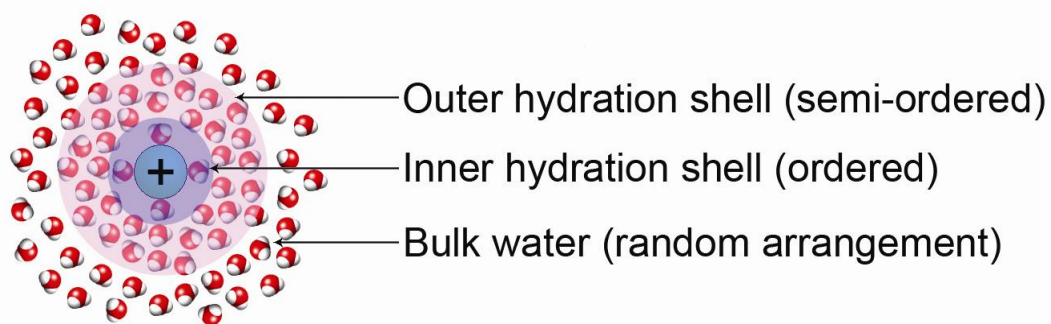 Outer hydration shell (semi-ordered)
+
Inner hydration shell (ordered)
Bulk water (random arrangement)